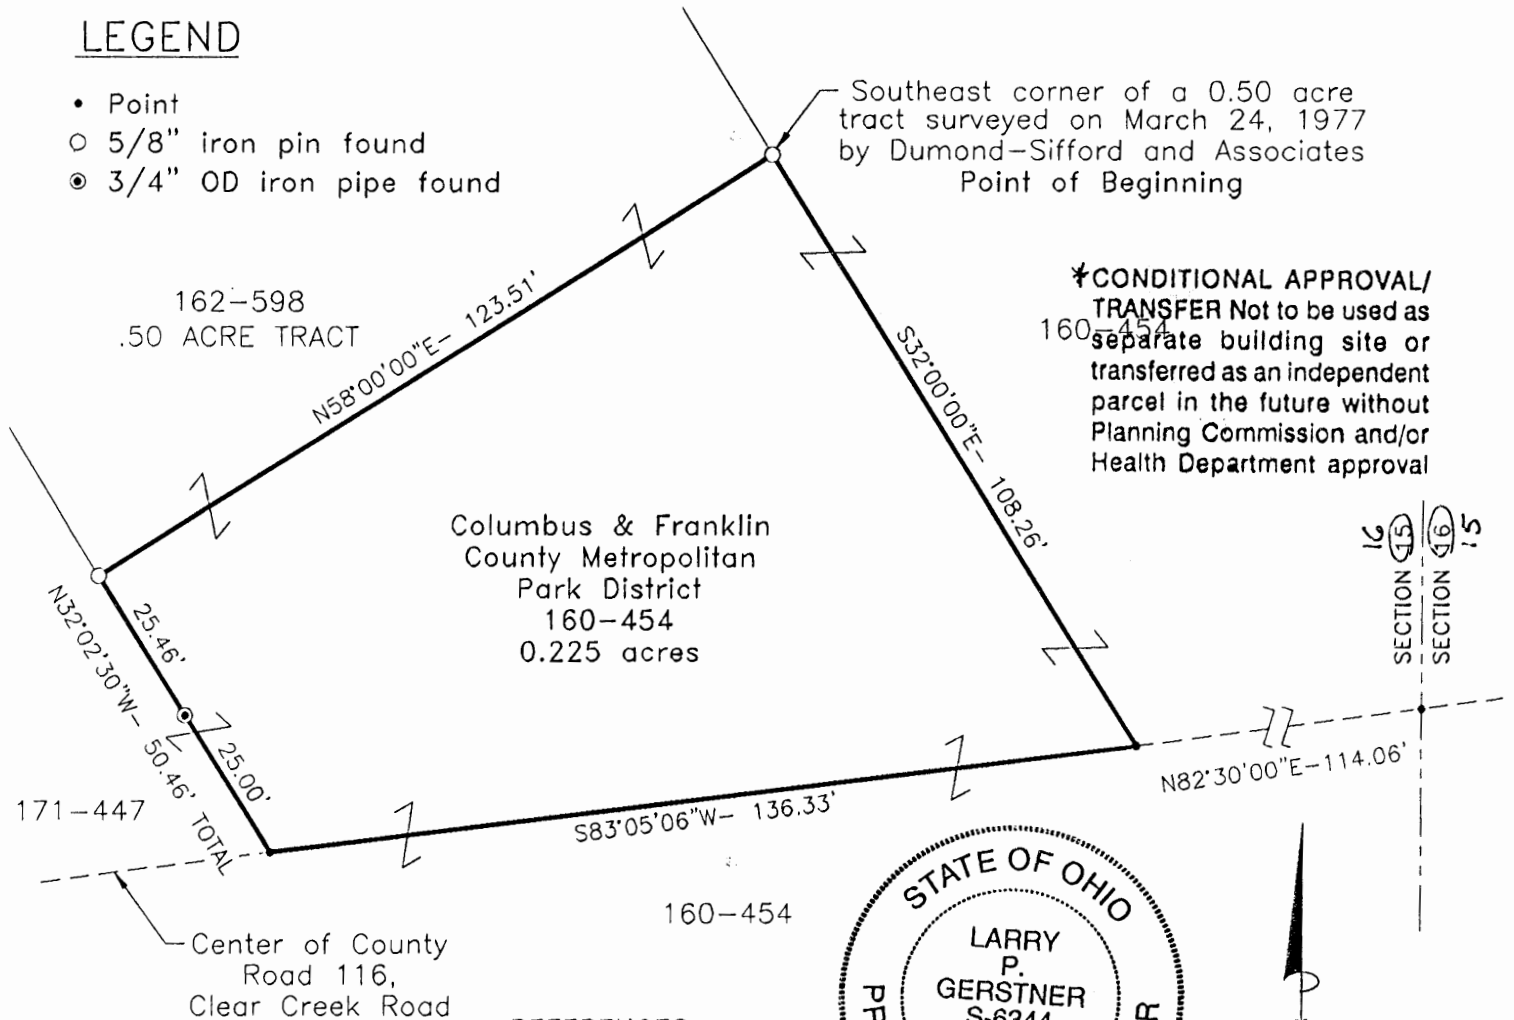 LEGEND
• Point
○ 5/8" iron pin found
◉ 3/4" OD iron pipe found
Southeast corner of a 0.50 acre
tract surveyed on March 24, 1977
by Dumond-Sifford and Associates
Point of Beginning
162-598
.50 ACRE TRACT
N58°00'00"E- 123.51'
S32°00'00"E- 108.26'
160-454
*CONDITIONAL APPROVAL/
TRANSFER Not to be used as
separate building site or
transferred as an independent
parcel in the future without
Planning Commission and/or
Health Department approval
Columbus & Franklin
County Metropolitan
Park District
160-454
0.225 acres
16 SECTION 15
SECTION 16 15
25.46'
N32°02'30"W- 50.46' TOTAL
25.00'
171-447
S83°05'06"W- 136.33'
N82°30'00"E-114.06'
160-454
Center of County
Road 116,
Clear Creek Road
STATE OF OHIO
LARRY
P.
GERSTNER
S-6344